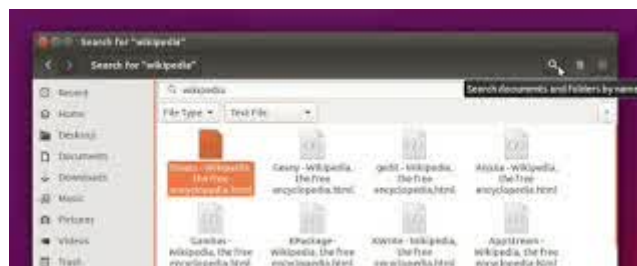 Search for "wikipedia"
Search for "wikipedia"
Search documents and folders by name
Recent
wikipedia
Home
File Type
Text File
Desktop
Documents
Downloads
Music
Pictures
Videos
Trash
- Wikipedia,
the free
encyclopedia.html
Geany - Wikipedia,
the free
encyclopedia.html
gedit - Wikipedia,
the free
encyclopedia.html
- Wikipedia,
the free
encyclopedia.html
Gambas -
Wikipedia, the free
encyclopedia.html
KPackage -
Wikipedia, the free
encyclopedia.html
KWrite - Wikipedia,
the free
encyclopedia.html
AppStream -
Wikipedia, the free
encyclopedia.html